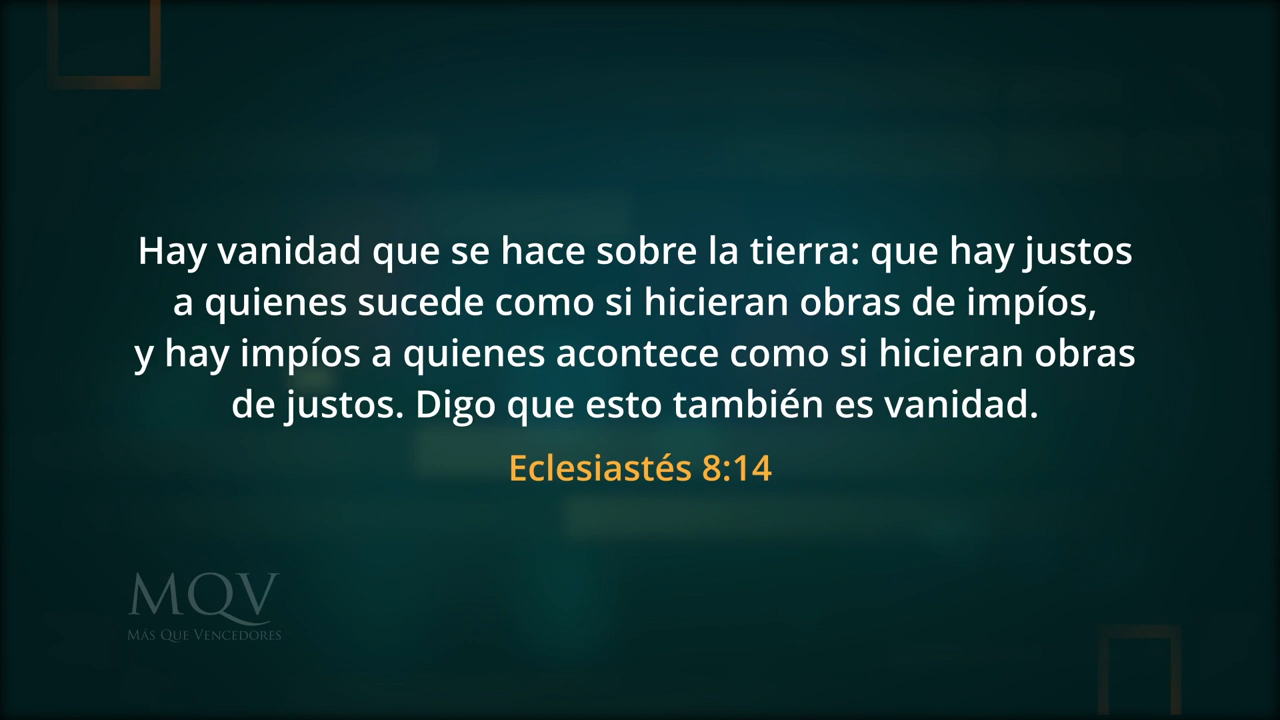 Hay vanidad que se hace sobre la tierra: que hay justos
a quienes sucede como si hicieran obras de impíos,
y hay impíos a quienes acontece como si hicieran obras
de justos. Digo que esto también es vanidad.
Eclesiastés 8:14
MQV
Más Que Vencedores